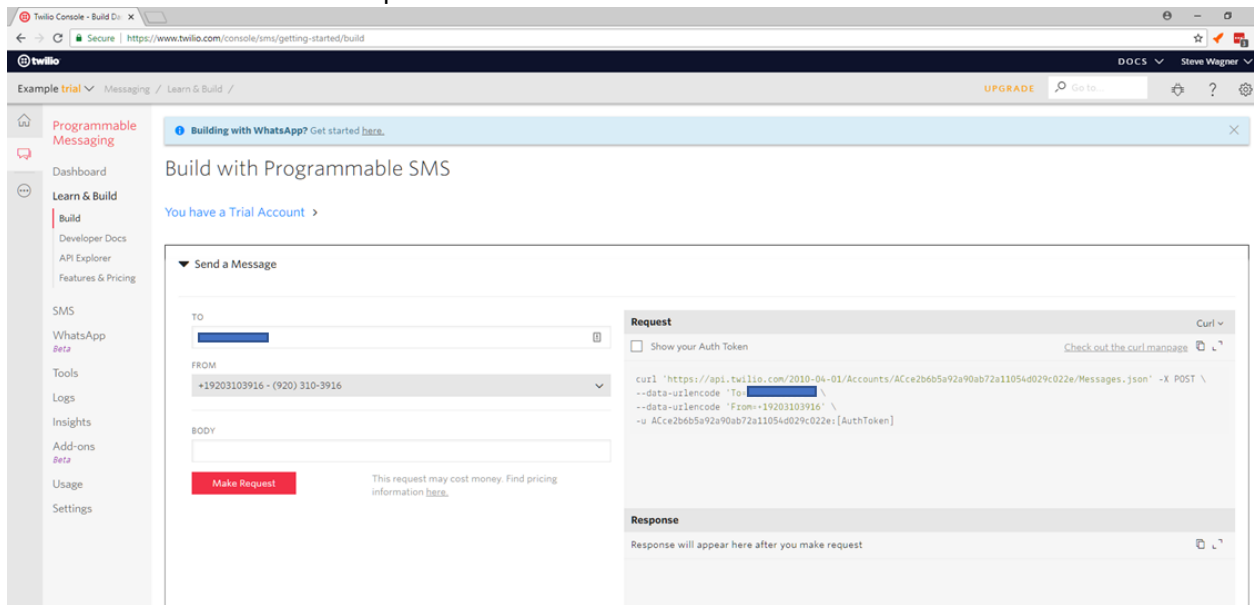 Twilio Console - Build Da
Secure | https://www.twilio.com/console/sms/getting-started/build
twilio
DOCS
Steve Wagner
Example trial
Messaging / Learn & Build /
UPGRADE
Go to...
Programmable
Messaging
Dashboard
Learn & Build
Build
Developer Docs
API Explorer
Features & Pricing
SMS
WhatsApp
Beta
Tools
Logs
Insights
Add-ons
Beta
Usage
Settings
Building with WhatsApp? Get started here.
Build with Programmable SMS
You have a Trial Account >
Send a Message
TO
FROM
+19203103916 - (920) 310-3916
BODY
Make Request
This request may cost money. Find pricing
information here.
Request
Curl
Show your Auth Token
Check out the curl manpage
curl 'https://api.twilio.com/2010-04-01/Accounts/ACce2b6b5a92a90ab72a11054d029c022e/Messages.json' -X POST \
--data-urlencode 'To= \
--data-urlencode 'From=+19203103916' \
-u ACce2b6b5a92a90ab72a11054d029c022e:[AuthToken]
Response
Response will appear here after you make request